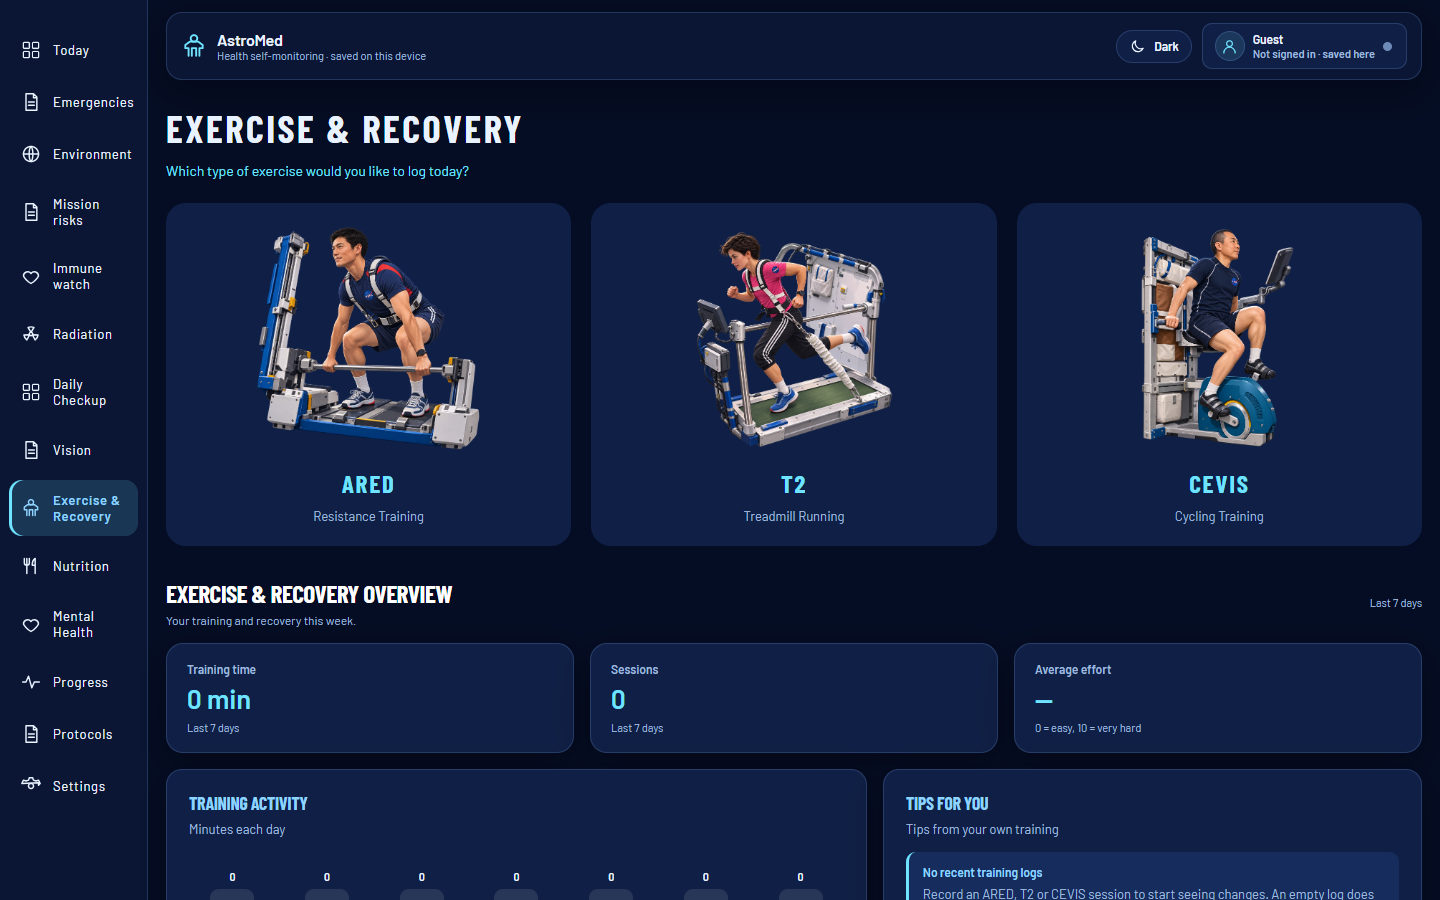 Today
Emergencies
Environment
Mission
risks
Immune
watch
Radiation
Daily
Checkup
Vision
Exercise &
Recovery
Nutrition
Mental
Health
Progress
Protocols
Settings
AstroMed
Health self-monitoring · saved on this device
Dark
Guest
Not signed in · saved here
EXERCISE & RECOVERY
Which type of exercise would you like to log today?
ARED
Resistance Training
T2
Treadmill Running
CEVIS
Cycling Training
EXERCISE & RECOVERY OVERVIEW
Your training and recovery this week.
Last 7 days
Training time
0 min
Last 7 days
Sessions
0
Last 7 days
Average effort
—
0 = easy, 10 = very hard
TRAINING ACTIVITY
Minutes each day
0 0 0 0 0 0 0
TIPS FOR YOU
Tips from your own training
No recent training logs
Record an ARED, T2 or CEVIS session to start seeing changes. An empty log does